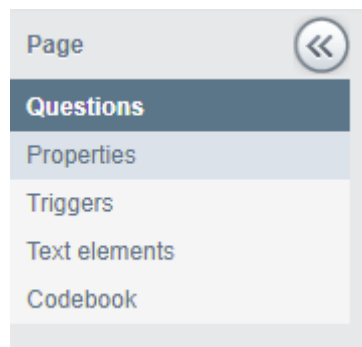 Page
Questions
Properties
Triggers
Text elements
Codebook